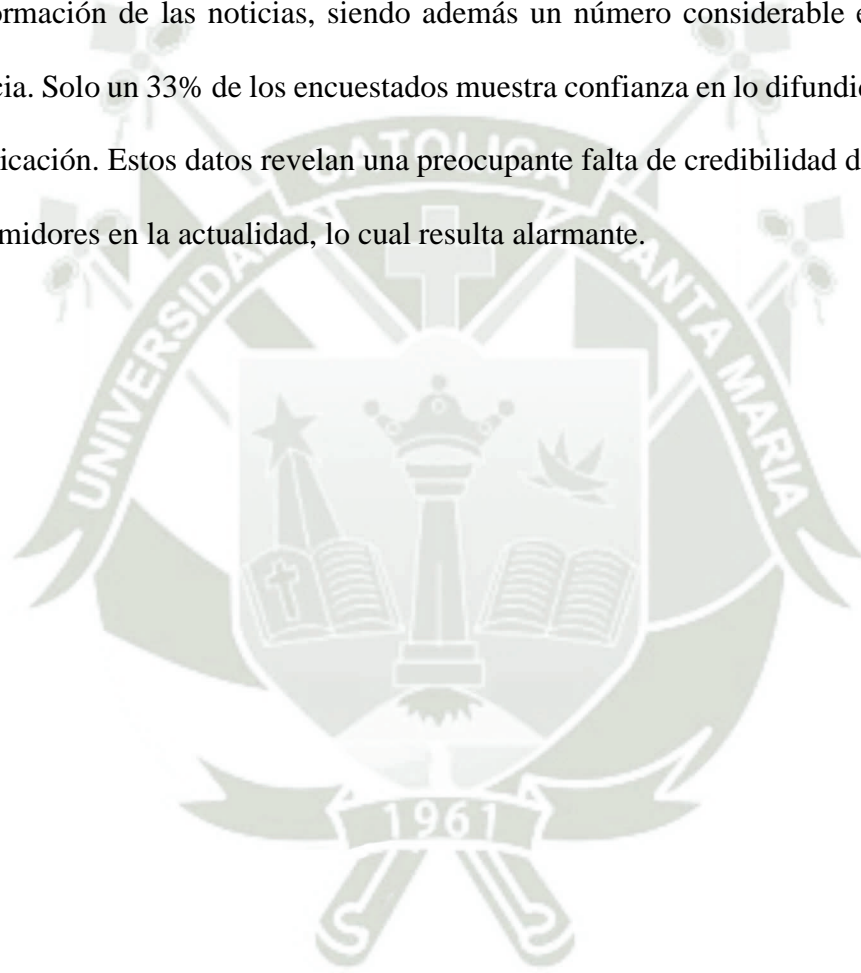 ormación de las noticias, siendo además un número considerable e
cia. Solo un 33% de los encuestados muestra confianza en lo difundi
icación. Estos datos revelan una preocupante falta de credibilidad d
midores en la actualidad, lo cual resulta alarmante.
UNIVERSIDAD CATOLICA SANTA MARIA
1961